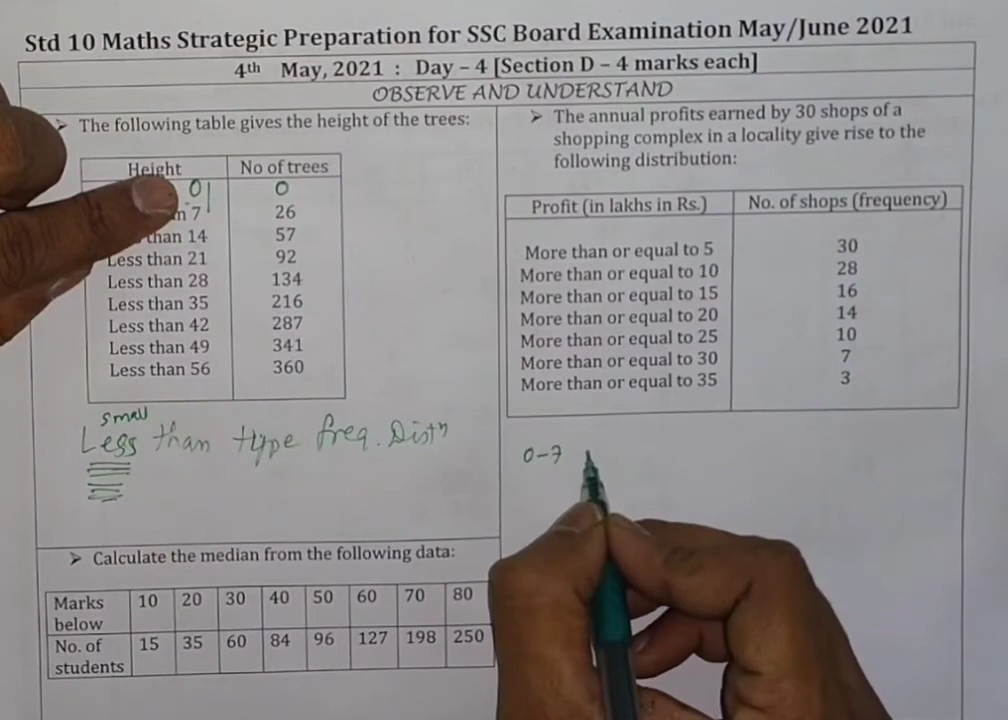 Std 10 Maths Strategic Preparation for SSC Board Examination May/June 2021
4th May, 2021 : Day – 4 [Section D – 4 marks each]
OBSERVE AND UNDERSTAND
➤ The following table gives the height of the trees:
Height No of trees
0 0
7 26
than 14 57
Less than 21 92
Less than 28 134
Less than 35 216
Less than 42 287
Less than 49 341
Less than 56 360
small
Less than type freq. Distn
➤ Calculate the median from the following data:
Marks below 10 20 30 40 50 60 70 80
No. of students 15 35 60 84 96 127 198 250
➤ The annual profits earned by 30 shops of a
shopping complex in a locality give rise to the
following distribution:
Profit (in lakhs in Rs.) No. of shops (frequency)
More than or equal to 5 30
More than or equal to 10 28
More than or equal to 15 16
More than or equal to 20 14
More than or equal to 25 10
More than or equal to 30 7
More than or equal to 35 3
0-7